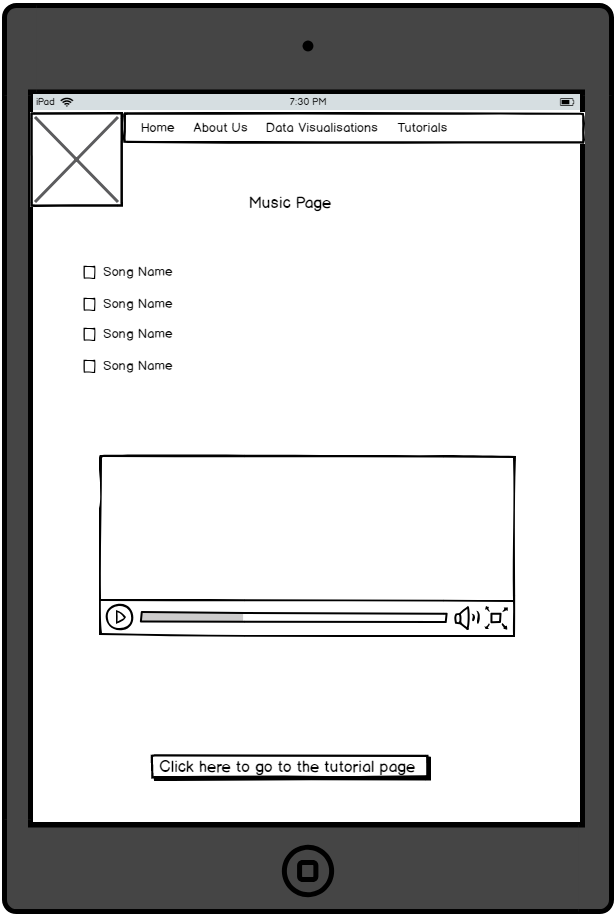 iPad 7:30 PM
Home About Us Data Visualisations Tutorials
Music Page
Song Name
Song Name
Song Name
Song Name
Click here to go to the tutorial page